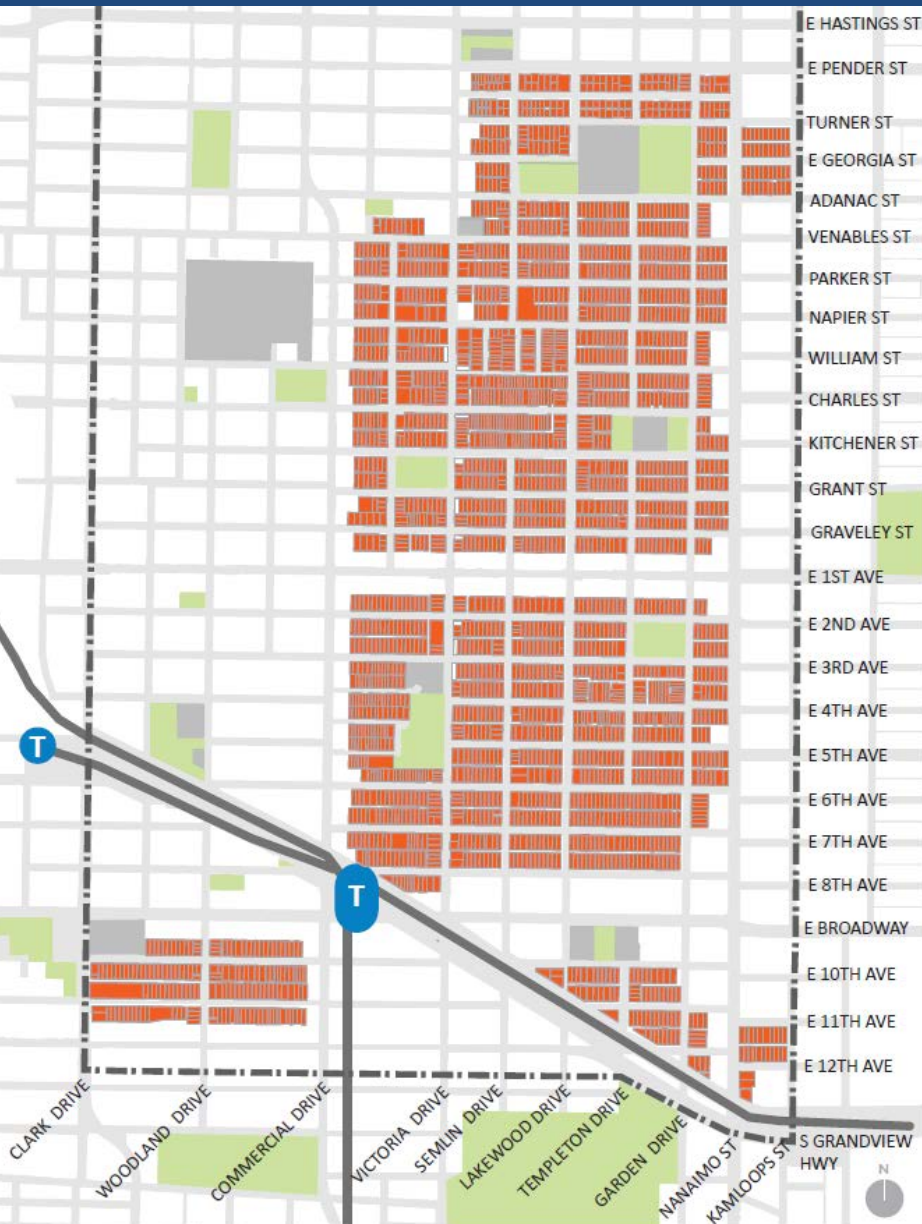 E HASTINGS ST
E PENDER ST
TURNER ST
E GEORGIA ST
ADANAC ST
VENABLES ST
PARKER ST
NAPIER ST
WILLIAM ST
CHARLES ST
KITCHENER ST
GRANT ST
GRAVELEY ST
E 1ST AVE
E 2ND AVE
E 3RD AVE
E 4TH AVE
T
E 5TH AVE
E 6TH AVE
E 7TH AVE
T
E 8TH AVE
E BROADWAY
E 10TH AVE
E 11TH AVE
E 12TH AVE
CLARK DRIVE
WOODLAND DRIVE
COMMERCIAL DRIVE
VICTORIA DRIVE
SEMLIN DRIVE
LAKEWOOD DRIVE
TEMPLETON DRIVE
GARDEN DRIVE
NANAIMO ST
KAMLOOPS ST
S GRANDVIEW
HWY
N